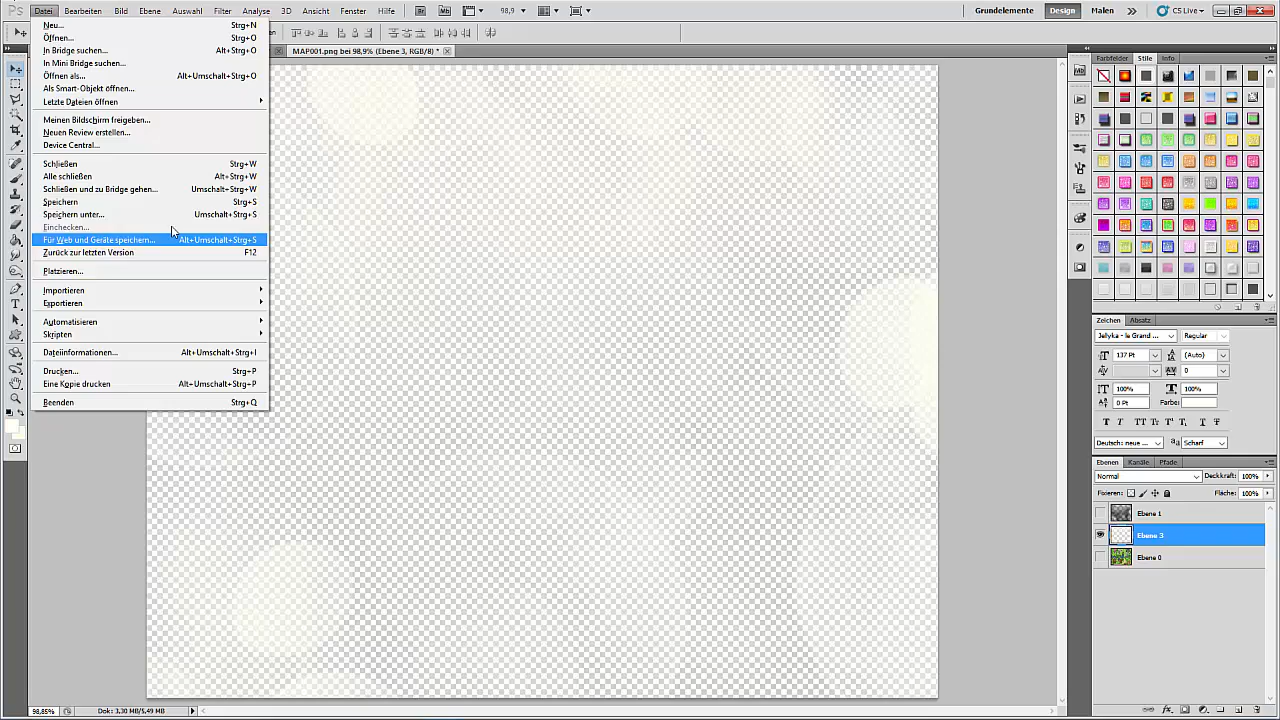 Ps Datei Bearbeiten Bild Ebene Auswahl Filter Analyse 3D Ansicht Fenster Hilfe Br Mb 98,9 Grundelemente Design Malen CS Live
MAP001.png bei 98,9% (Ebene 3, RGB/8) *
Neu... Strg+N
Öffnen... Strg+O
In Bridge suchen... Alt+Strg+O
In Mini Bridge suchen...
Öffnen als... Alt+Umschalt+Strg+O
Als Smart-Objekt öffnen...
Letzte Dateien öffnen
Meinen Bildschirm freigeben...
Neuen Review erstellen...
Device Central...
Schließen Strg+W
Alle schließen Alt+Strg+W
Schließen und zu Bridge gehen... Umschalt+Strg+W
Speichern Strg+S
Speichern unter... Umschalt+Strg+S
Einchecken...
Für Web und Geräte speichern... Alt+Umschalt+Strg+S
Zurück zur letzten Version F12
Platzieren...
Importieren
Exportieren
Automatisieren
Skripten
Dateiinformationen... Alt+Umschalt+Strg+I
Drucken... Strg+P
Eine Kopie drucken Alt+Umschalt+Strg+P
Beenden Strg+Q
Farbfelder Stile Info
Zeichen Absatz
Jellyka - le Grand ... Regular
137 Pt (Auto)
0
100% 100%
0 Pt Farbe:
Deutsch: neue ... Scharf
Ebenen Kanäle Pfade
Normal Deckkraft: 100%
Fixieren: Fläche: 100%
Ebene 1
Ebene 3
Ebene 0
98,85% Dok: 3,30 MB/5,49 MB